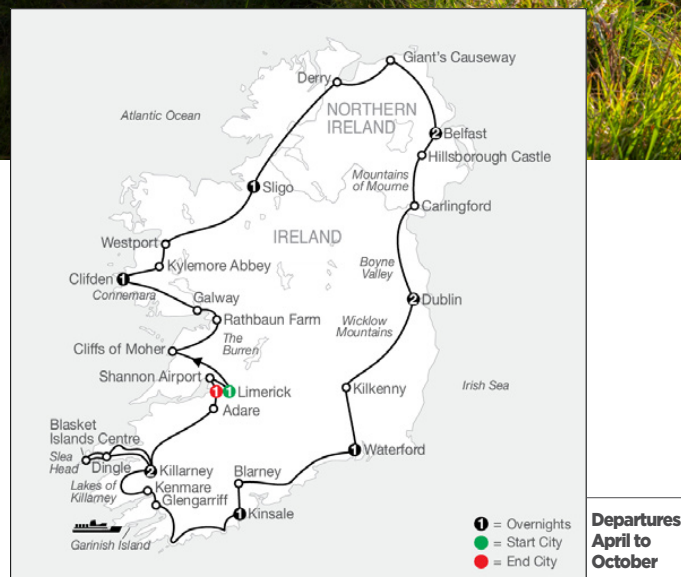 Giant's Causeway
Derry
Atlantic Ocean
NORTHERN
IRELAND
2 Belfast
Hillsborough Castle
Mountains
of Mourne
1 Sligo
Carlingford
Westport
IRELAND
Kylemore Abbey
Boyne
Valley
Clifden 1
Connemara
Galway
2 Dublin
Rathbaun Farm
Wicklow
Mountains
The
Burren
Cliffs of Moher
Shannon Airport
Kilkenny
Irish Sea
1 1 Limerick
Adare
Blasket
Islands Centre
Slea
Head
Dingle
2 Killarney
Waterford
1
Blarney
Lakes of
Killarney
Kenmare
Glengarriff
1 Kinsale
Garinish Island
1 = Overnights
= Start City
= End City
Departures
April to
October